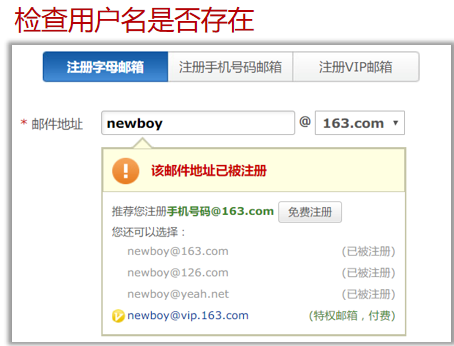 检查用户名是否存在
注册字母邮箱 注册手机号码邮箱 注册VIP邮箱
* 邮件地址 newboy @ 163.com
该邮件地址已被注册
推荐您注册手机号码@163.com 免费注册
您还可以选择：
newboy@163.com (已被注册)
newboy@126.com (已被注册)
newboy@yeah.net (已被注册)
newboy@vip.163.com (特权邮箱，付费)